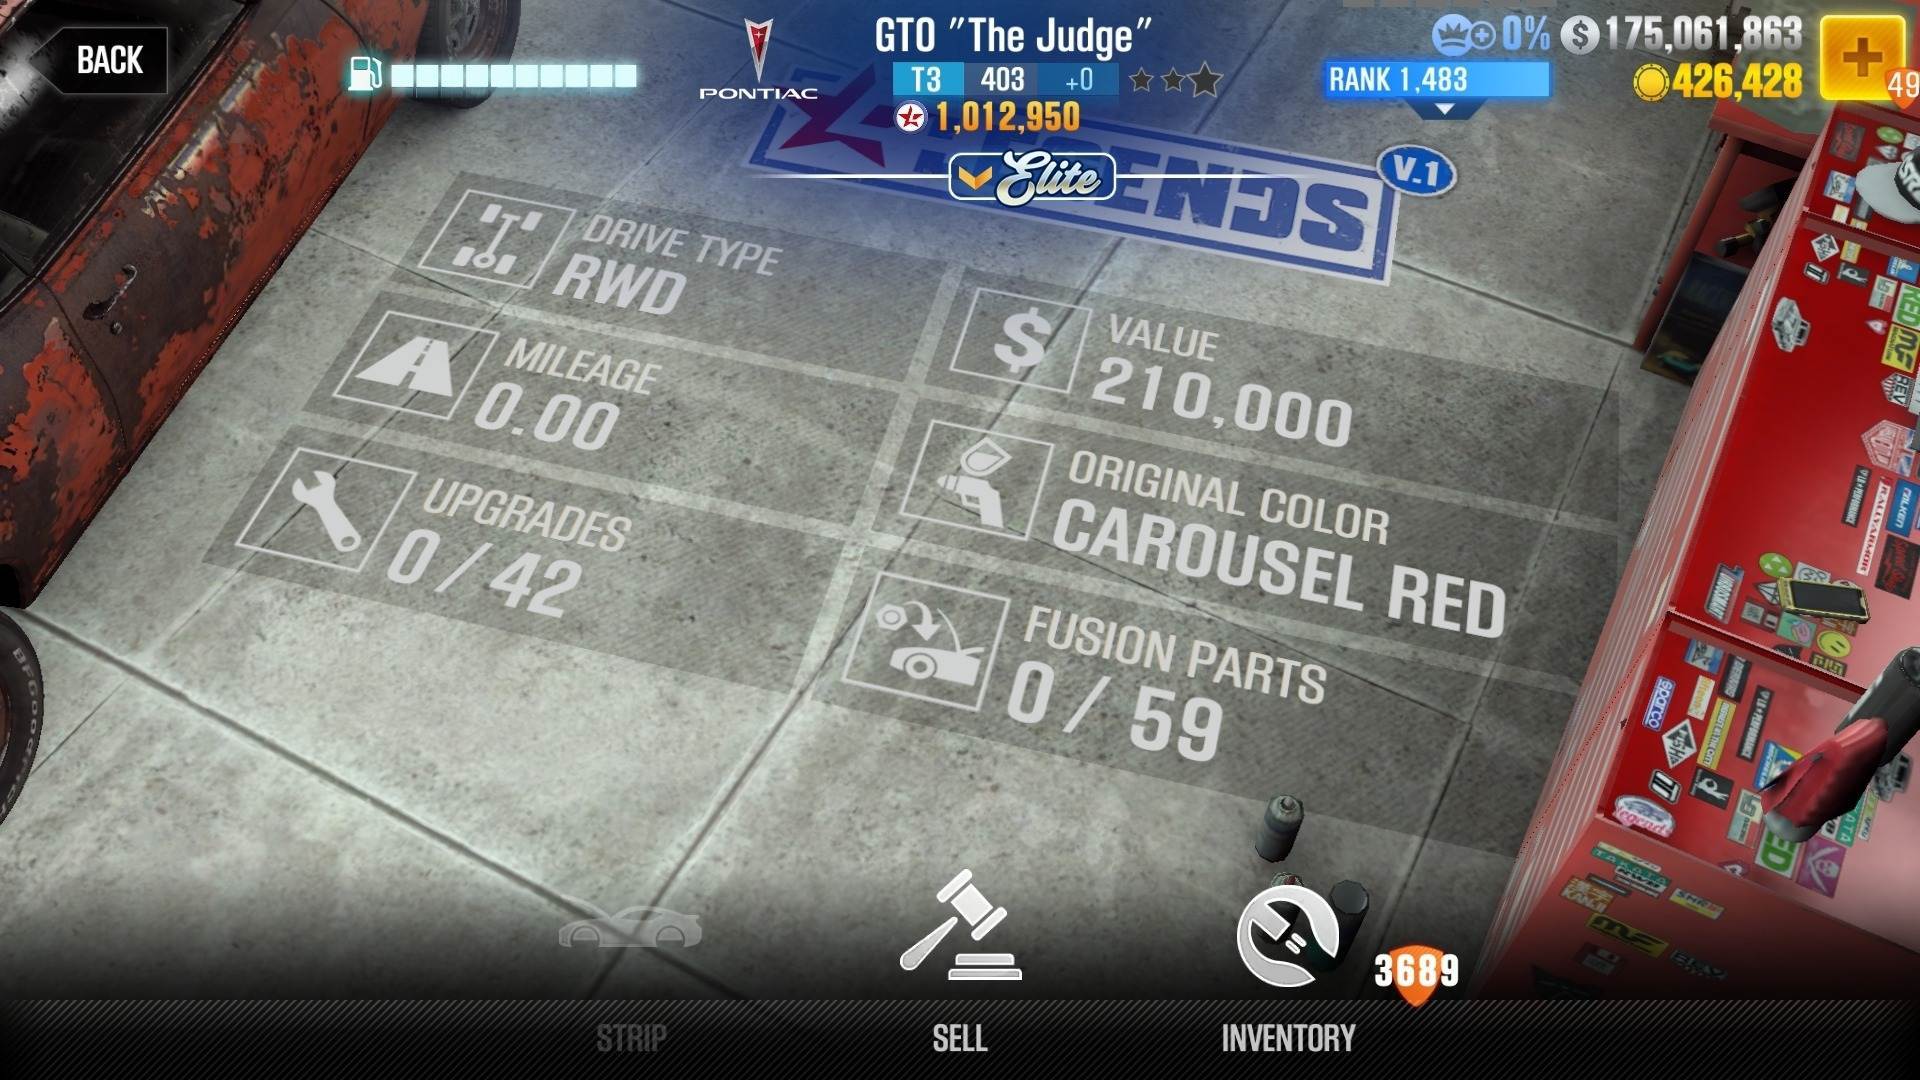 BACK
PONTIAC
GTO "The Judge"
T3 403 +0
1,012,950
Elite
0%
175,061,863
RANK 1,483
426,428
49
V.1
DRIVE TYPE
RWD
MILEAGE
0.00
UPGRADES
0 / 42
VALUE
210,000
ORIGINAL COLOR
CAROUSEL RED
FUSION PARTS
0 / 59
STRIP
SELL
INVENTORY
3689